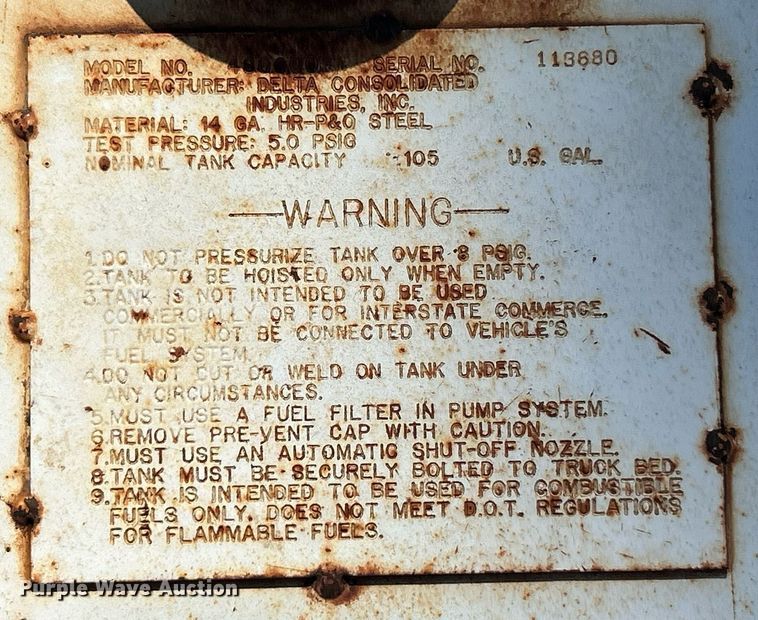 MODEL NO. SERIAL NO. 113680
MANUFACTURER: DELTA CONSOLIDATED
INDUSTRIES, INC.
MATERIAL: 14 GA. HR-P&O STEEL
TEST PRESSURE: 5.0 PSIG
NOMINAL TANK CAPACITY 105 U.S. GAL.
—WARNING—
1.DO NOT PRESSURIZE TANK OVER 8 PSIG.
2.TANK TO BE HOISTED ONLY WHEN EMPTY.
3.TANK IS NOT INTENDED TO BE USED
COMMERCIALLY OR FOR INTERSTATE COMMERCE.
IT MUST NOT BE CONNECTED TO VEHICLE'S
FUEL SYSTEM.
4.DO NOT CUT OR WELD ON TANK UNDER
ANY CIRCUMSTANCES.
5.MUST USE A FUEL FILTER IN PUMP SYSTEM.
6.REMOVE PRE-VENT CAP WITH CAUTION.
7.MUST USE AN AUTOMATIC SHUT-OFF NOZZLE.
8.TANK MUST BE SECURELY BOLTED TO TRUCK BED.
9.TANK IS INTENDED TO BE USED FOR COMBUSTIBLE
FUELS ONLY. DOES NOT MEET D.O.T. REGULATIONS
FOR FLAMMABLE FUELS.
Purple Wave Auction